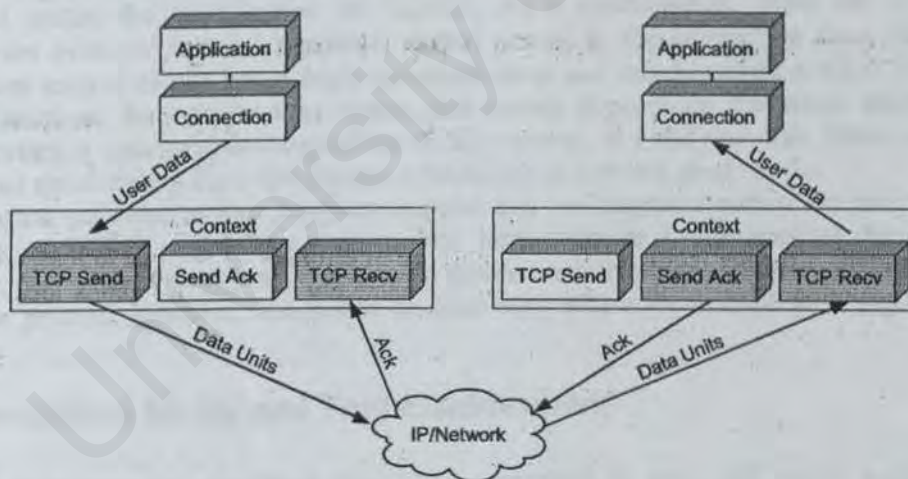 Application
Connection
User Data
Context
TCP Send
Send Ack
TCP Recv
Data Units
Ack
Application
Connection
User Data
Context
TCP Send
Send Ack
TCP Recv
Ack
Data Units
IP/Network
University